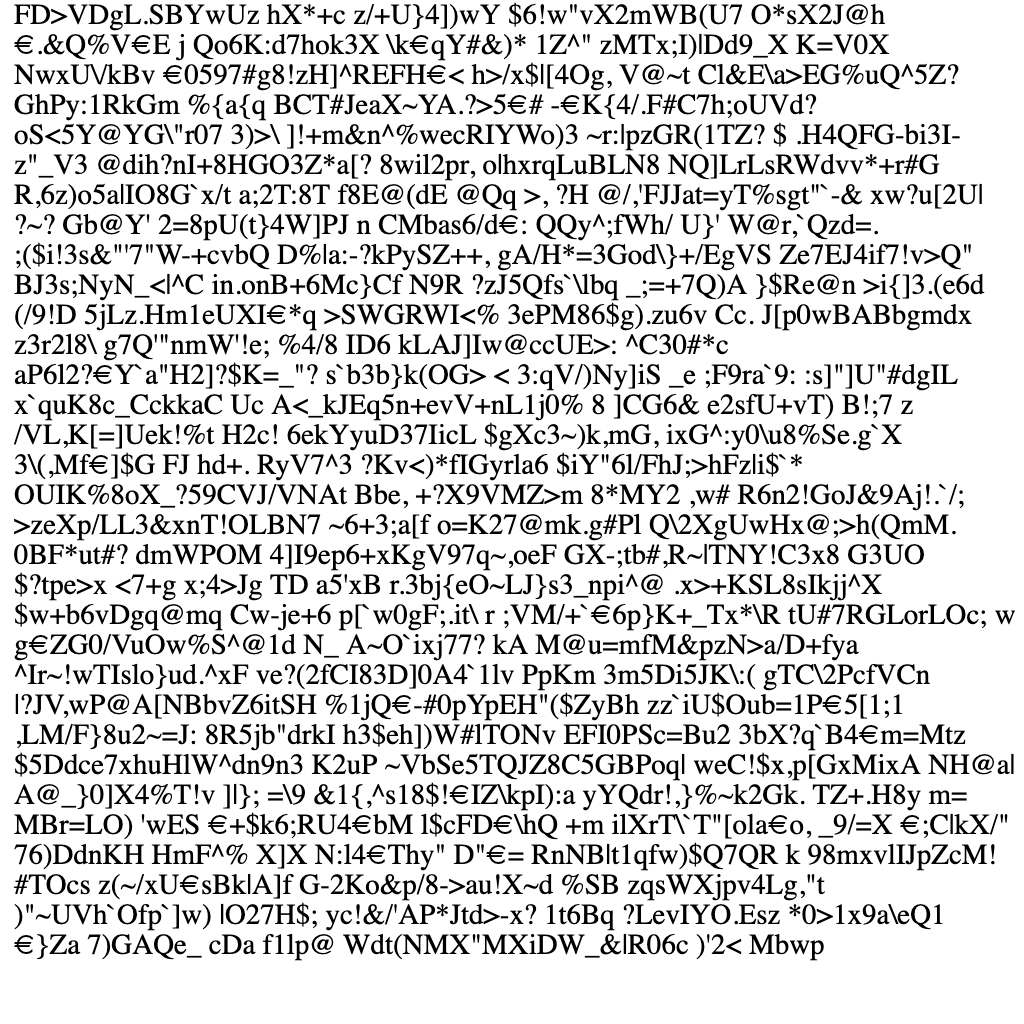 FD>VDgL.SBYwUz hX*+c z/+U}4])wY $6!w"vX2mWB(U7 O*sX2J@h
€.&Q%V€E j Qo6K:d7hok3X \k€qY#&)* 1Z^" zMTx;I)|Dd9_X K=V0X
NwxU\/kBv €0597#g8!zH]^REFH€< h>/x$|[4Og, V@~t Cl&E\a>EG%uQ^5Z?
GhPy:1RkGm %{a{q BCT#JeaX~YA.?>5€# -€K{4/.F#C7h;oUVd?
oS<5Y@YG\"r07 3)>\ ]!+m&n^%wecRIYWo)3 ~r:|pzGR(1TZ? $ .H4QFG-bi3I-
z"_V3 @dih?nI+8HGO3Z*a[? 8wil2pr, o|hxrqLuBLN8 NQ]LrLsRWdvv*+r#G
R,6z)o5a|IO8G`x/t a;2T:8T f8E@(dE @Qq >, ?H @/,'FJJat=yT%sgt"`-& xw?u[2U|
?~? Gb@Y' 2=8pU(t}4W]PJ n CMbas6/d€: QQy^;fWh/ U}' W@r,`Qzd=.
;($i!3s&"'7"W-+cvbQ D%|a:-?kPySZ++, gA/H*=3God\}+/EgVS Ze7EJ4if7!v>Q"
BJ3s;NyN_<|^C in.onB+6Mc}Cf N9R ?zJ5Qfs`\lbq _;=+7Q)A }$Re@n >i{]3.(e6d
(/9!D 5jLz.Hm1eUXI€*q >SWGRWI<% 3ePM86$g).zu6v Cc. J[p0wBABbgmdx
z3r2l8\ g7Q'"nmW'!e; %4/8 ID6 kLAJ]Iw@ccUE>: ^C30#*c
aP6l2?€Y`a"H2]?$K=_"? s`b3b}k(OG> < 3:qV/)Ny]iS _e ;F9ra`9: :s]"]U"#dgIL
x`quK8c_CckkaC Uc A<_kJEq5n+evV+nL1j0% 8 ]CG6& e2sfU+vT) B!;7 z
/VL,K[=]Uek!%t H2c! 6ekYyuD37IicL $gXc3~)k,mG, ixG^:y0\u8%Se.g`X
3\(,Mf€]$G FJ hd+. RyV7^3 ?Kv<)*fIGyrla6 $iY"6l/FhJ;>hFz|i$`*
OUIK%8oX_?59CVJ/VNAt Bbe, +?X9VMZ>m 8*MY2 ,w# R6n2!GoJ&9Aj!.`/;
>zeXp/LL3&xnT!OLBN7 ~6+3;a[f o=K27@mk.g#Pl Q\2XgUwHx@;>h(QmM.
0BF*ut#? dmWPOM 4]I9ep6+xKgV97q~,oeF GX-;tb#,R~|TNY!C3x8 G3UO
$?tpe>x <7+g x;4>Jg TD a5'xB r.3bj{eO~LJ}s3_npi^@ .x>+KSL8sIkjj^X
$w+b6vDgq@mq Cw-je+6 p[`w0gF;.it\ r ;VM/+`€6p}K+_Tx*\R tU#7RGLorLOc; w
g€ZG0/VuOw%S^@1d N_ A~O`ixj77? kA M@u=mfM&pzN>a/D+fya
^Ir~!wTIslo}ud.^xF ve?(2fCI83D]0A4`1lv PpKm 3m5Di5JK\:( gTC\2PcfVCn
|?JV,wP@A[NBbvZ6itSH %1jQ€-#0pYpEH"($ZyBh zz`iU$Oub=1P€5[1;1
,LM/F}8u2~=J: 8R5jb"drkI h3$eh])W#lTONv EFI0PSc=Bu2 3bX?q`B4€m=Mtz
$5Ddce7xhuHlW^dn9n3 K2uP ~VbSe5TQJZ8C5GBPoq| weC!$x,p[GxMixA NH@a|
A@_}0]X4%T!v ]|}; =\9 &1{,^s18$!€IZ\kpI):a yYQdr!,}%~k2Gk. TZ+.H8y m=
MBr=LO) 'wES €+$k6;RU4€bM l$cFD€\hQ +m ilXrT\`T"[ola€o, _9/=X €;C|kX/"
76)DdnKH HmF^% X]X N:l4€Thy" D"€= RnNB|t1qfw)$Q7QR k 98mxvlIJpZcM!
#TOcs z(~/xU€sBk|A]f G-2Ko&p/8->au!X~d %SB zqsWXjpv4Lg,"t
)"~UVh`Ofp`]w) |O27H$; yc!&/'AP*Jtd>-x? 1t6Bq ?LevIYO.Esz *0>1x9a\eQ1
€}Za 7)GAQe_ cDa f1lp@ Wdt(NMX"MXiDW_&|R06c )'2< Mbwp